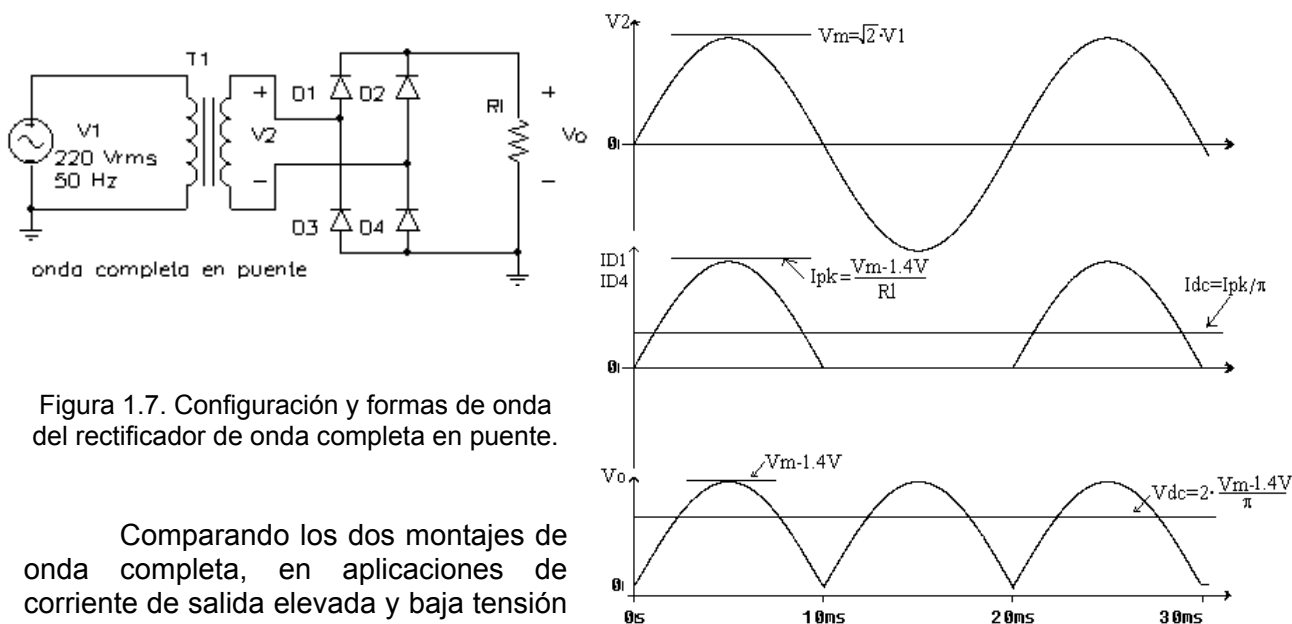 T1
D1
D2
Rl
+
Vo
-
+
V2
-
V1
220 Vrms
50 Hz
D3
D4
onda completa en puente
Figura 1.7. Configuración y formas de onda
del rectificador de onda completa en puente.
Comparando los dos montajes de
onda completa, en aplicaciones de
corriente de salida elevada y baja tensión
V2
Vm=√2·V1
0
ID1
ID4
Ipk=Vm-1.4V/Rl
Idc=Ipk/π
0
Vo
Vm-1.4V
Vdc=2·Vm-1.4V/π
0
0s
10ms
20ms
30ms